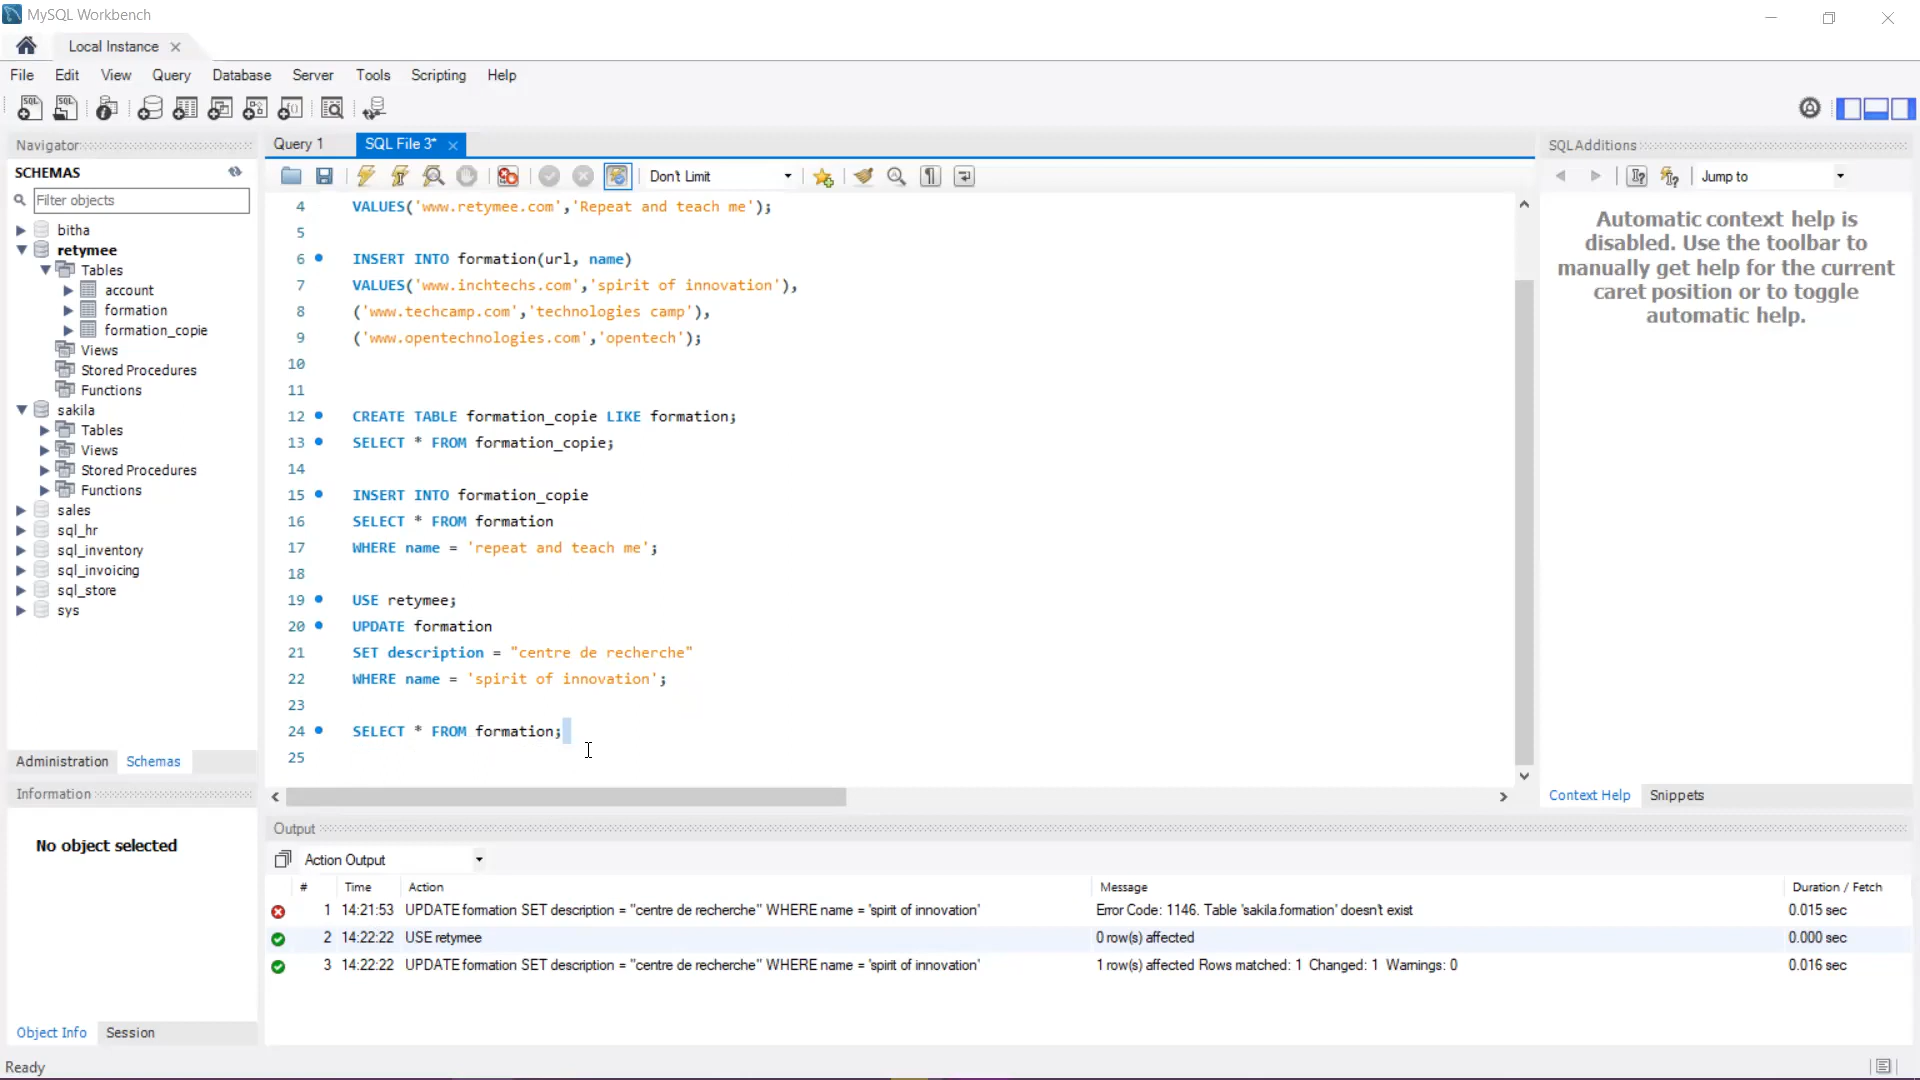 MySQL Workbench
Local Instance
File Edit View Query Database Server Tools Scripting Help
Navigator
SCHEMAS
Filter objects
bitha
retymee
Tables
account
formation
formation_copie
Views
Stored Procedures
Functions
sakila
Tables
Views
Stored Procedures
Functions
sales
sql_hr
sql_inventory
sql_invoicing
sql_store
sys
Administration Schemas
Information
No object selected
Object Info Session
Query 1 SQL File 3*
Don't Limit
4 VALUES('www.retymee.com','Repeat and teach me');
5
6 INSERT INTO formation(url, name)
7 VALUES('www.inchtechs.com','spirit of innovation'),
8 ('www.techcamp.com','technologies camp'),
9 ('www.opentechnologies.com','opentech');
10
11
12 CREATE TABLE formation_copie LIKE formation;
13 SELECT * FROM formation_copie;
14
15 INSERT INTO formation_copie
16 SELECT * FROM formation
17 WHERE name = 'repeat and teach me';
18
19 USE retymee;
20 UPDATE formation
21 SET description = "centre de recherche"
22 WHERE name = 'spirit of innovation';
23
24 SELECT * FROM formation;
25
SQLAdditions
Jump to
Automatic context help is
disabled. Use the toolbar to
manually get help for the current
caret position or to toggle
automatic help.
Context Help Snippets
Output
Action Output
# Time Action Message Duration / Fetch
1 14:21:53 UPDATE formation SET description = "centre de recherche" WHERE name = 'spirit of innovation' Error Code: 1146. Table 'sakila.formation' doesn't exist 0.015 sec
2 14:22:22 USE retymee 0 row(s) affected 0.000 sec
3 14:22:22 UPDATE formation SET description = "centre de recherche" WHERE name = 'spirit of innovation' 1 row(s) affected Rows matched: 1 Changed: 1 Warnings: 0 0.016 sec
Ready